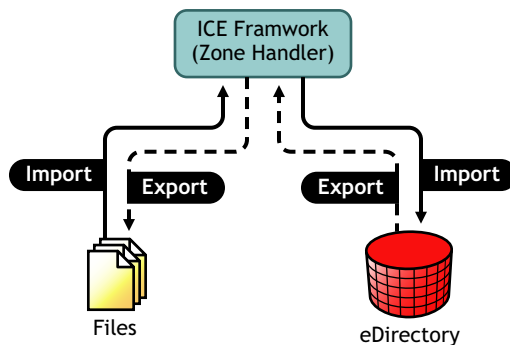 ICE Framwork
(Zone Handler)
Import
Export
Export
Import
Files
eDirectory